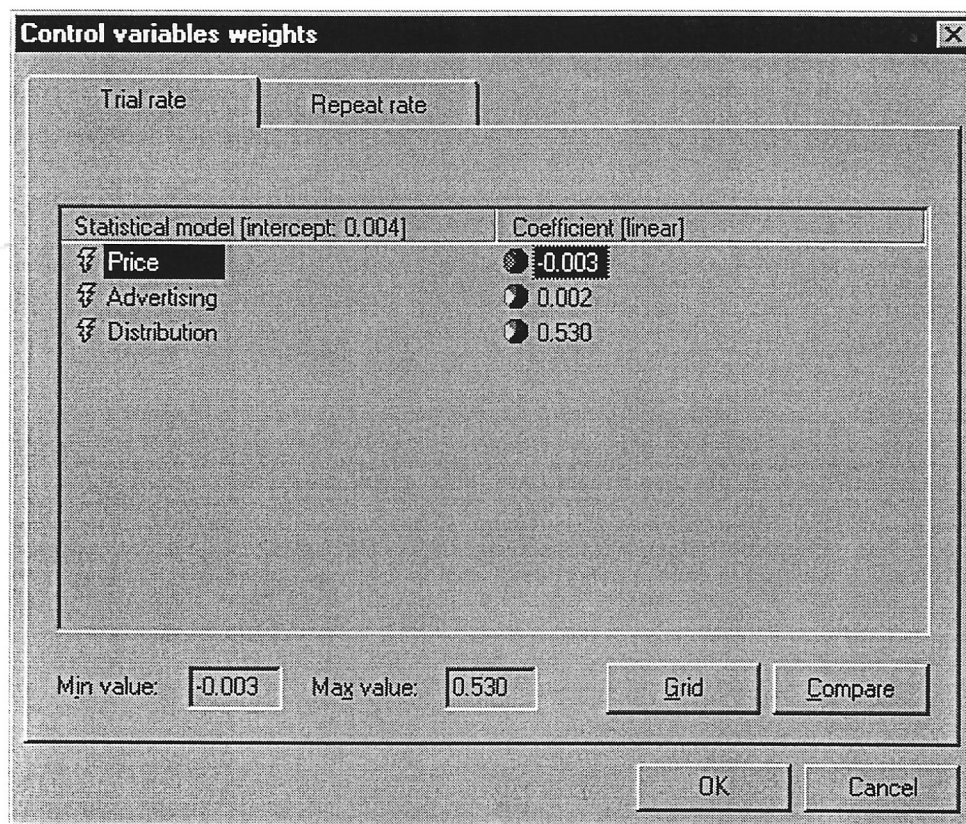 Control variables weights
Trial rate
Repeat rate
Statistical model [intercept: 0.004]
Coefficient [linear]
Price
-0.003
Advertising
0.002
Distribution
0.530
Min value: -0.003 Max value: 0.530 Grid Compare
OK Cancel